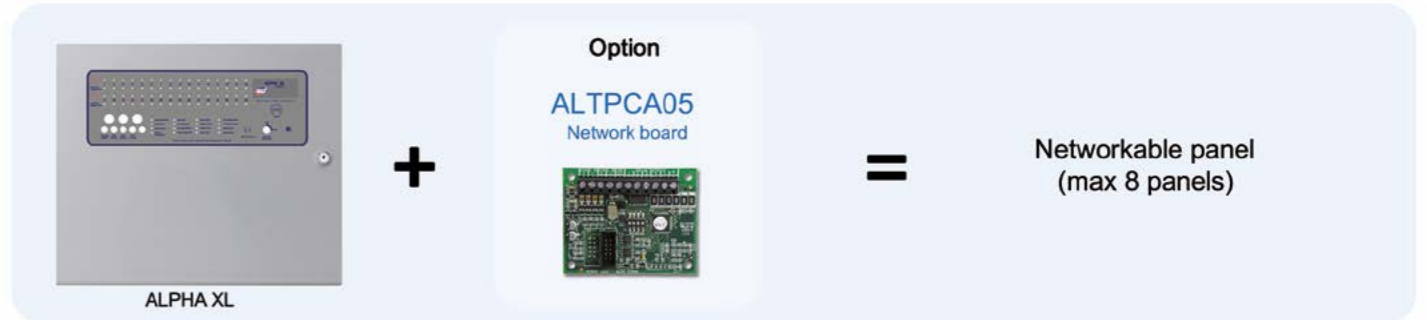 Option
ALTPCA05
Network board
+
=
Networkable panel
(max 8 panels)
ALPHA XL